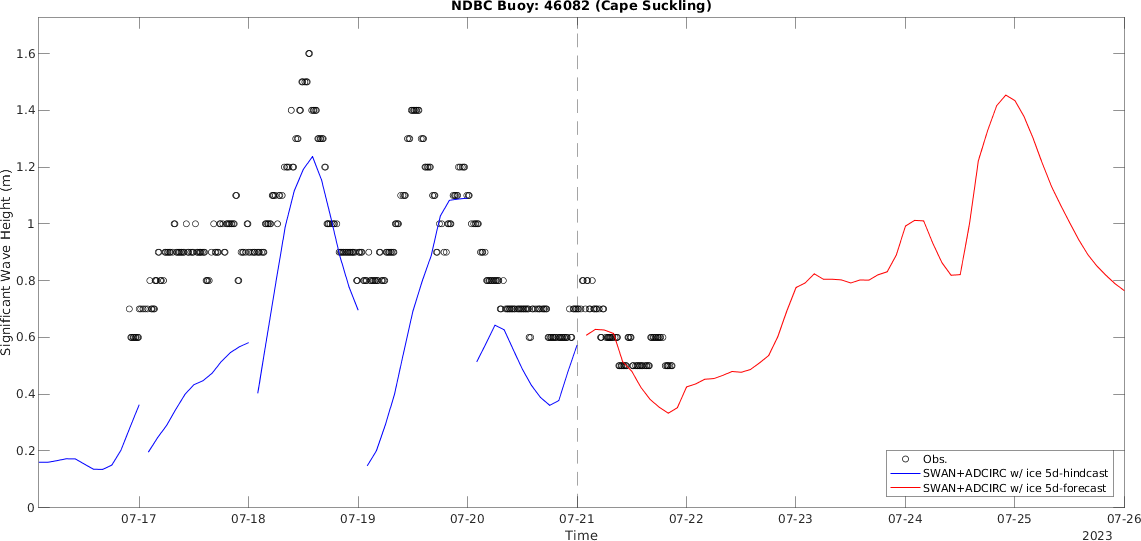 NDBC Buoy: 46082 (Cape Suckling)
1.6
1.4
1.2
1
0.8
0.6
0.4
0.2
0
Significant Wave Height (m)
Obs.
SWAN+ADCIRC w/ ice 5d-hindcast
SWAN+ADCIRC w/ ice 5d-forecast
07-17 07-18 07-19 07-20 07-21 07-22 07-23 07-24 07-25 07-26
Time
2023